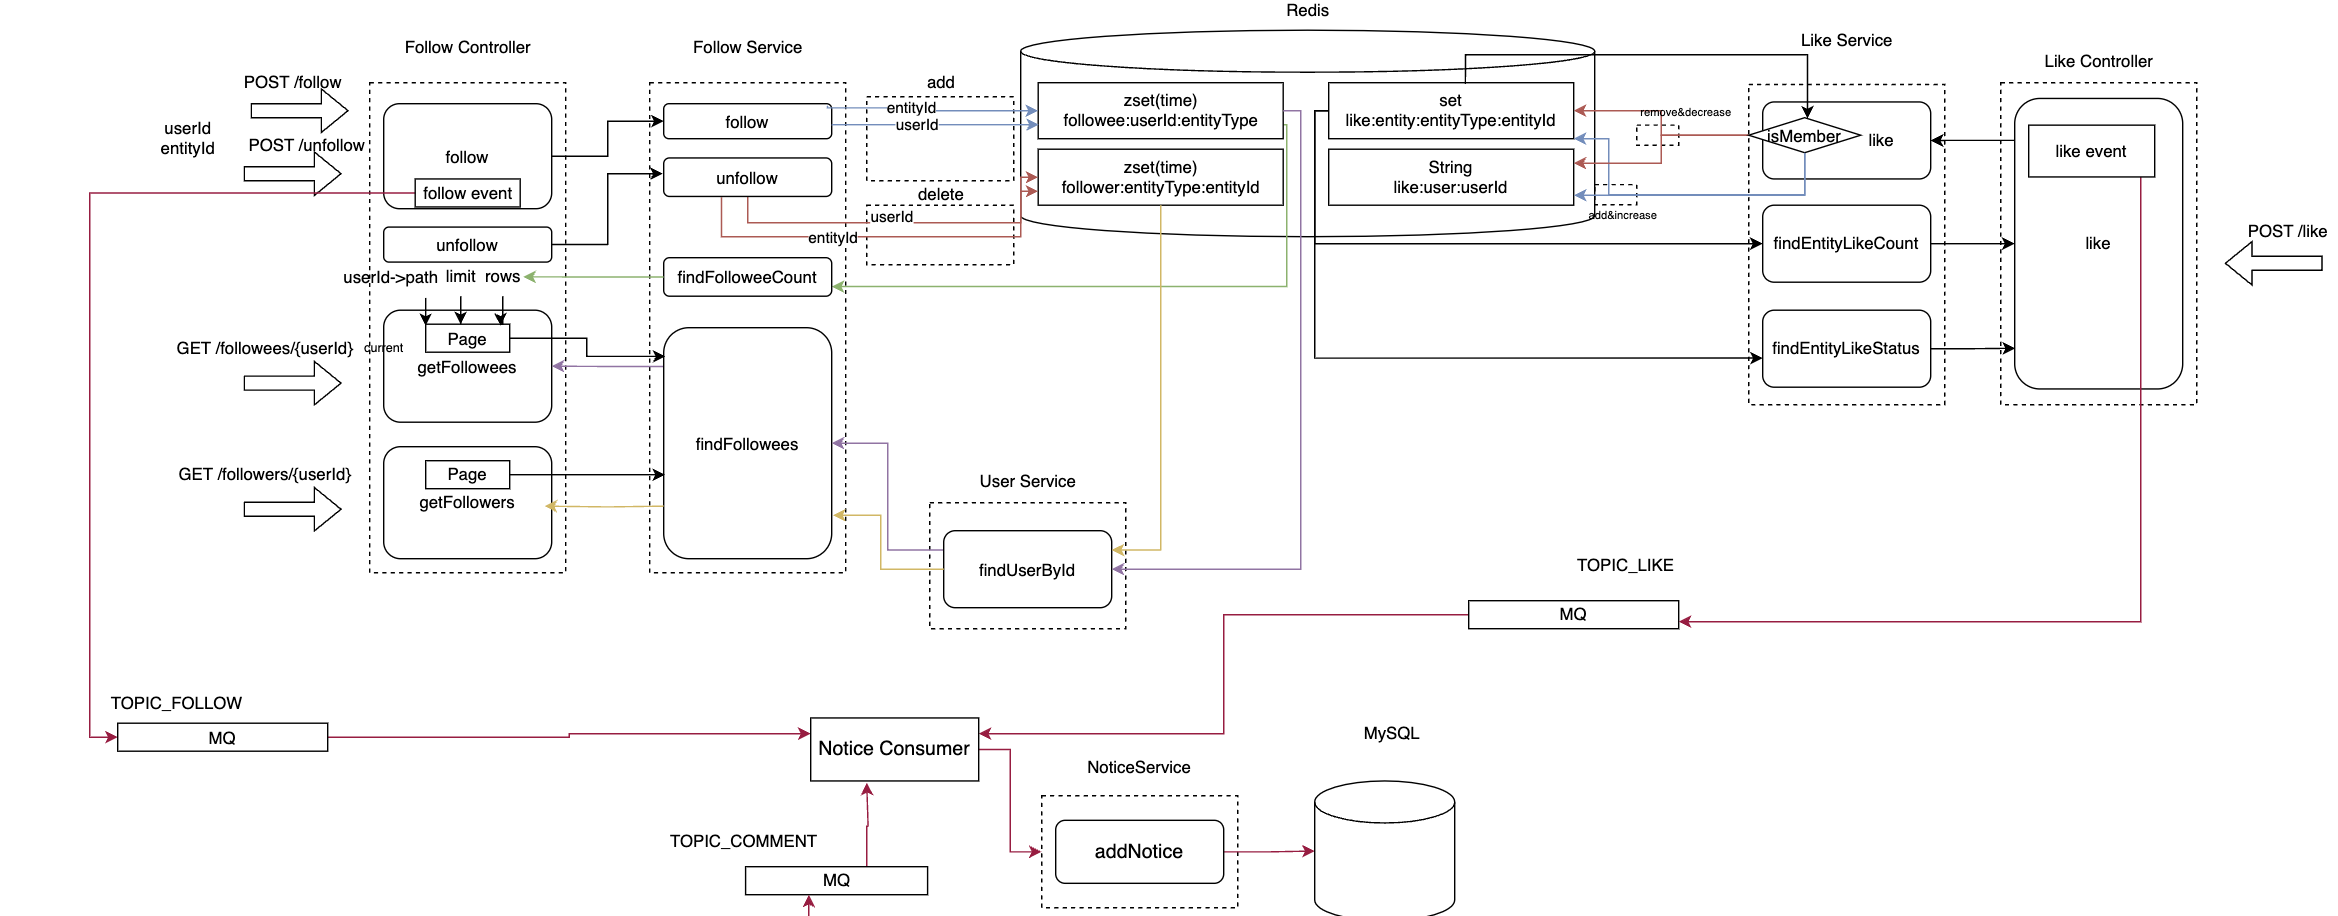 Redis
Follow Controller
Follow Service
Like Service
Like Controller
POST /follow
userId
entityId
POST /unfollow
follow
follow event
unfollow
userId->path limit rows
Page
getFollowees
current
GET /followees/{userId}
Page
getFollowers
GET /followers/{userId}
follow
unfollow
findFolloweeCount
findFollowees
add
entityId
userId
delete
userId
entityId
zset(time)
followee:userId:entityType
zset(time)
follower:entityType:entityId
set
like:entity:entityType:entityId
String
like:user:userId
remove&decrease
add&increase
isMember
like
findEntityLikeCount
findEntityLikeStatus
like event
like
POST /like
User Service
findUserById
TOPIC_LIKE
MQ
TOPIC_FOLLOW
MQ
Notice Consumer
TOPIC_COMMENT
MQ
NoticeService
addNotice
MySQL